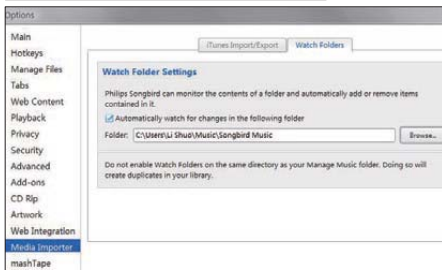 Options
Main
Hotkeys
Manage Files
Tabs
Web Content
Playback
Privacy
Security
Advanced
Add-ons
CD Rip
Artwork
Web Integration
Media Importer
mashTape
iTunes Import/Export
Watch Folders
Watch Folder Settings
Philips Songbird can monitor the contents of a folder and automatically add or remove items
contained in it.
Automatically watch for changes in the following folder
Folder: C:\Users\Li Shuo\Music\Songbird Music
Browse...
Do not enable Watch Folders on the same directory as your Manage Music folder. Doing so will
create duplicates in your library.